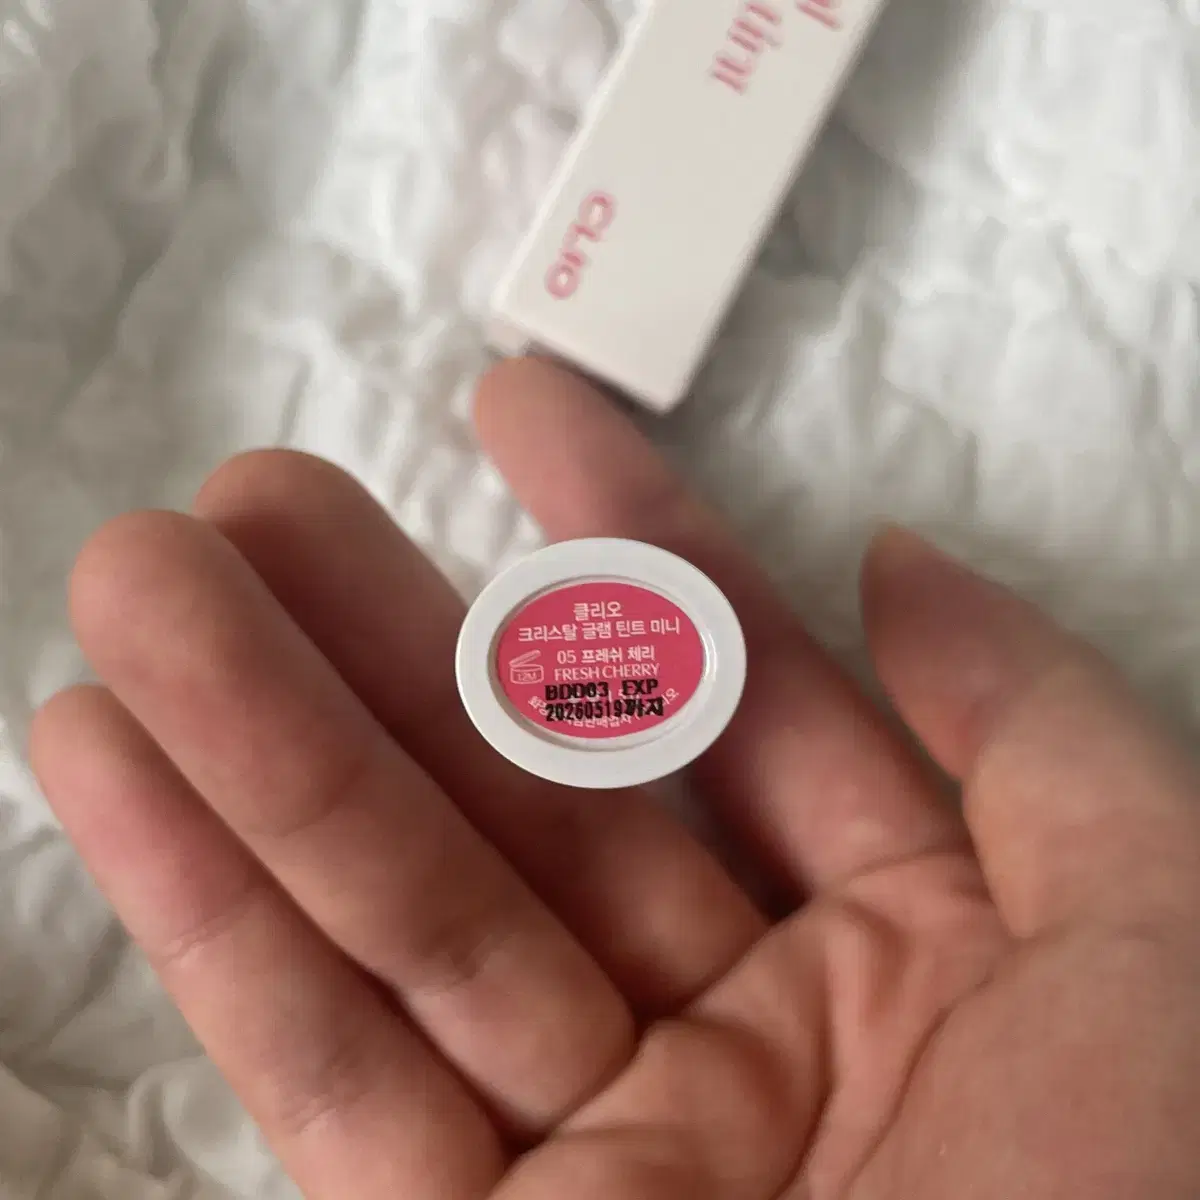 tint
CLIO
클리오
크리스탈 글램 틴트 미니
05 프레쉬 체리
12M
FRESH CHERRY
BDD03 EXP
20260519까지